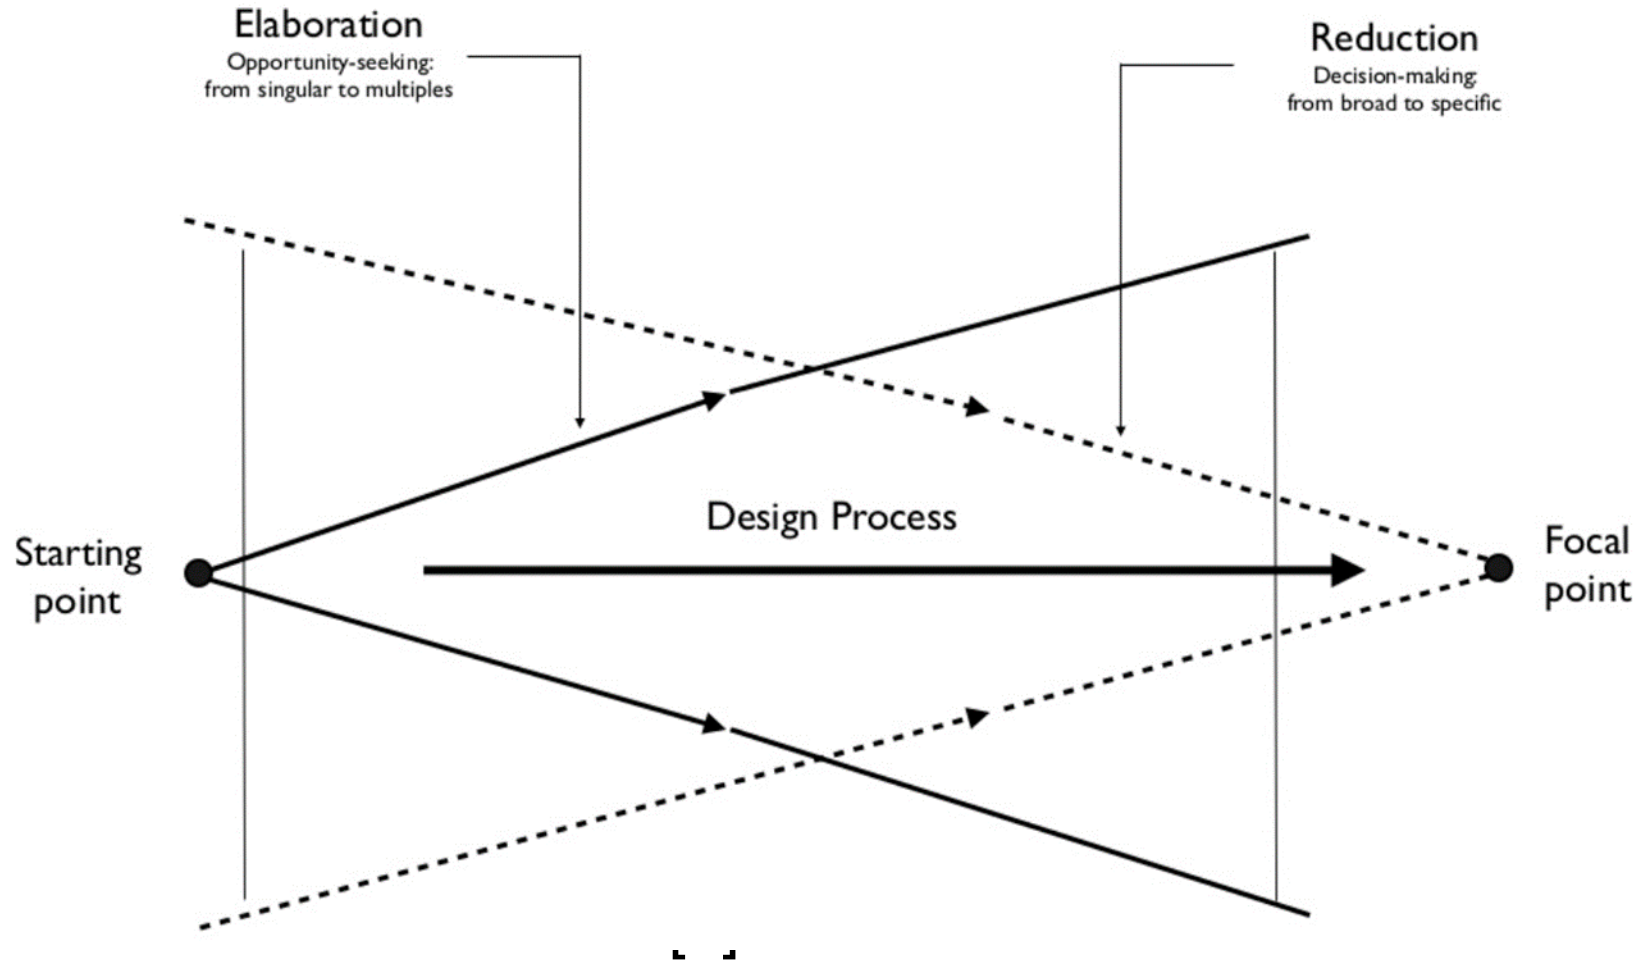 Elaboration
Opportunity-seeking:
from singular to multiples
Reduction
Decision-making:
from broad to specific
Design Process
Starting
point
Focal
point